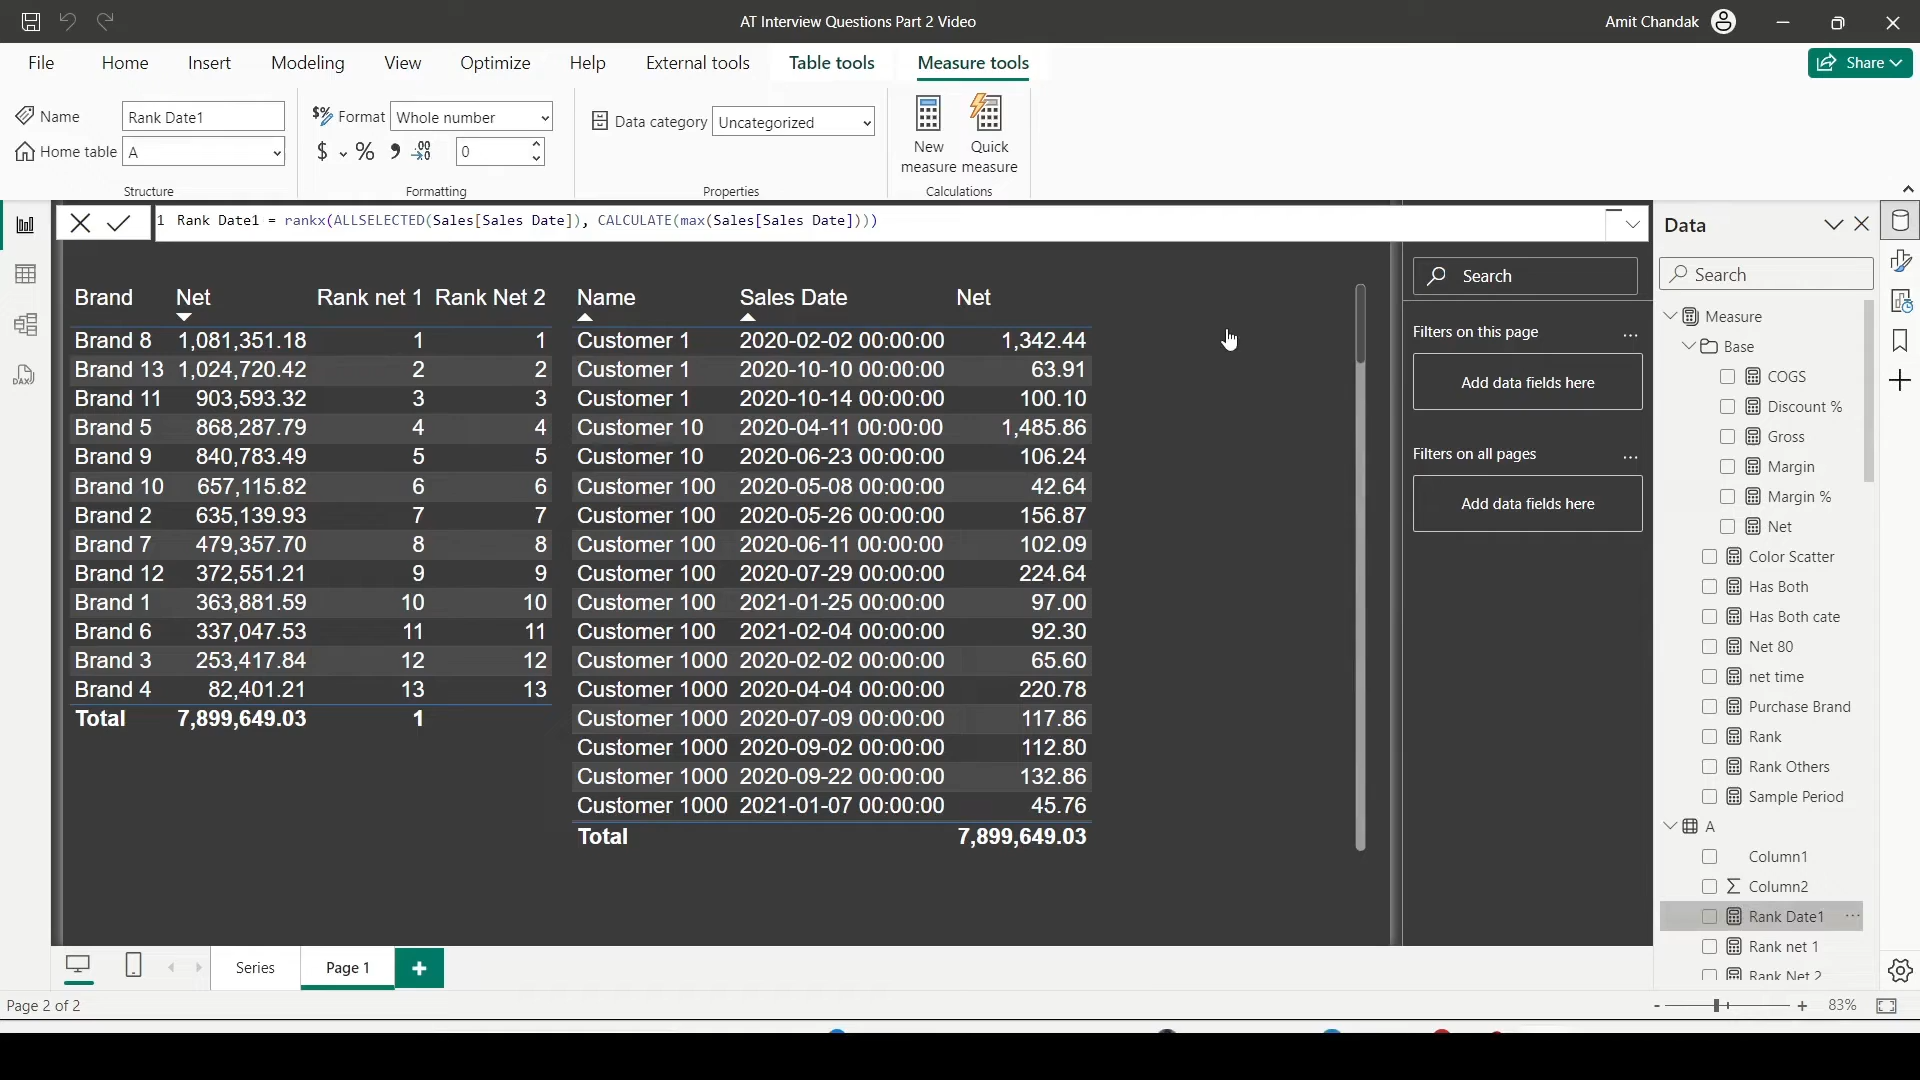 AT Interview Questions Part 2 Video
Amit Chandak
File Home Insert Modeling View Optimize Help External tools Table tools Measure tools
Share
Name Rank Date1
Home table A
Structure
Format Whole number
$ % 0
Formatting
Data category Uncategorized
Properties
New measure
Quick measure
Calculations
1 Rank Date1 = rankx(ALLSELECTED(Sales[Sales Date]), CALCULATE(max(Sales[Sales Date])))
Brand Net Rank net 1 Rank Net 2
Brand 8 1,081,351.18 1 1
Brand 13 1,024,720.42 2 2
Brand 11 903,593.32 3 3
Brand 5 868,287.79 4 4
Brand 9 840,783.49 5 5
Brand 10 657,115.82 6 6
Brand 2 635,139.93 7 7
Brand 7 479,357.70 8 8
Brand 12 372,551.21 9 9
Brand 1 363,881.59 10 10
Brand 6 337,047.53 11 11
Brand 3 253,417.84 12 12
Brand 4 82,401.21 13 13
Total 7,899,649.03 1
Name Sales Date Net
Customer 1 2020-02-02 00:00:00 1,342.44
Customer 1 2020-10-10 00:00:00 63.91
Customer 1 2020-10-14 00:00:00 100.10
Customer 10 2020-04-11 00:00:00 1,485.86
Customer 10 2020-06-23 00:00:00 106.24
Customer 100 2020-05-08 00:00:00 42.64
Customer 100 2020-05-26 00:00:00 156.87
Customer 100 2020-06-11 00:00:00 102.09
Customer 100 2020-07-29 00:00:00 224.64
Customer 100 2021-01-25 00:00:00 97.00
Customer 100 2021-02-04 00:00:00 92.30
Customer 1000 2020-02-02 00:00:00 65.60
Customer 1000 2020-04-04 00:00:00 220.78
Customer 1000 2020-07-09 00:00:00 117.86
Customer 1000 2020-09-02 00:00:00 112.80
Customer 1000 2020-09-22 00:00:00 132.86
Customer 1000 2021-01-07 00:00:00 45.76
Total 7,899,649.03
Search
Filters on this page ...
Add data fields here
Filters on all pages ...
Add data fields here
Data
Search
Measure
Base
COGS
Discount %
Gross
Margin
Margin %
Net
Color Scatter
Has Both
Has Both cate
Net 80
net time
Purchase Brand
Rank
Rank Others
Sample Period
A
Column1
Column2
Rank Date1 ...
Rank net 1
Rank Net 2
Series Page 1
Page 2 of 2
- + 83%